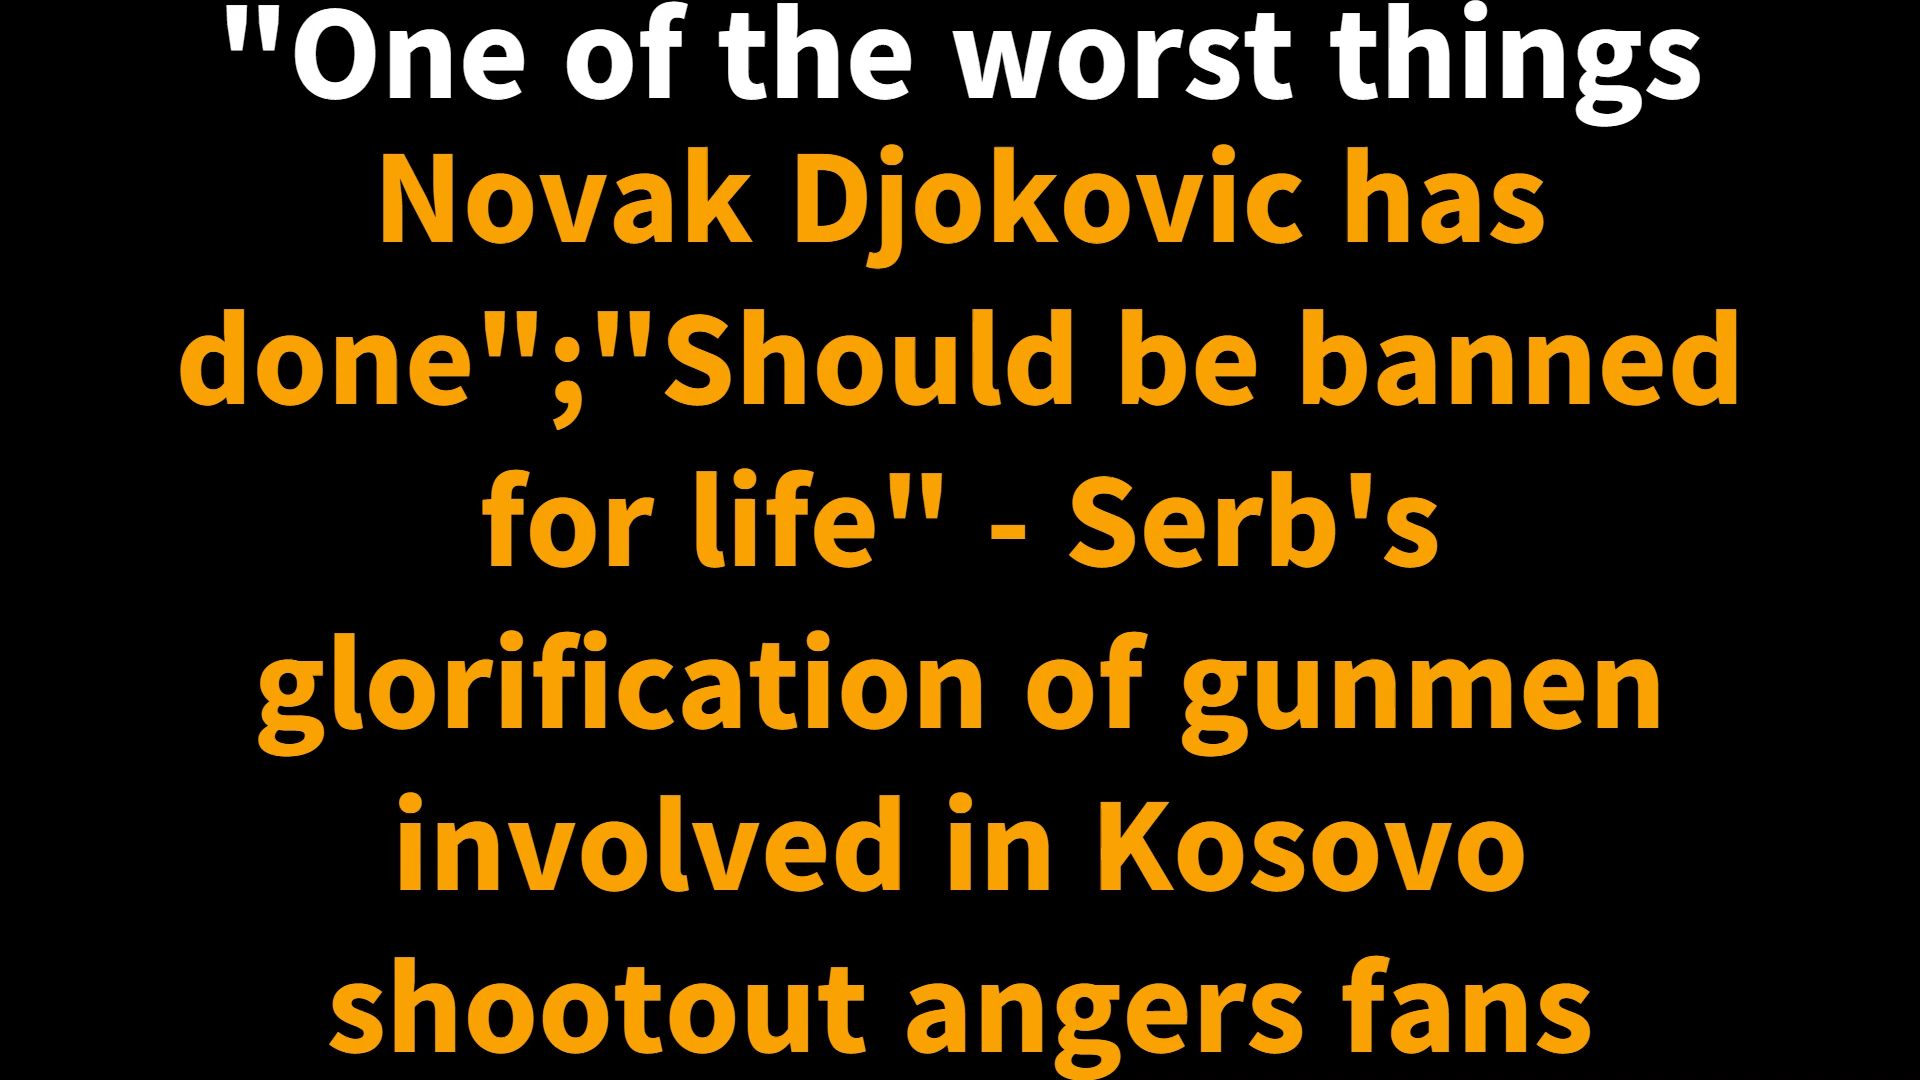 "One of the worst things
Novak Djokovic has
done";"Should be banned
for life" - Serb's
glorification of gunmen
involved in Kosovo
shootout angers fans